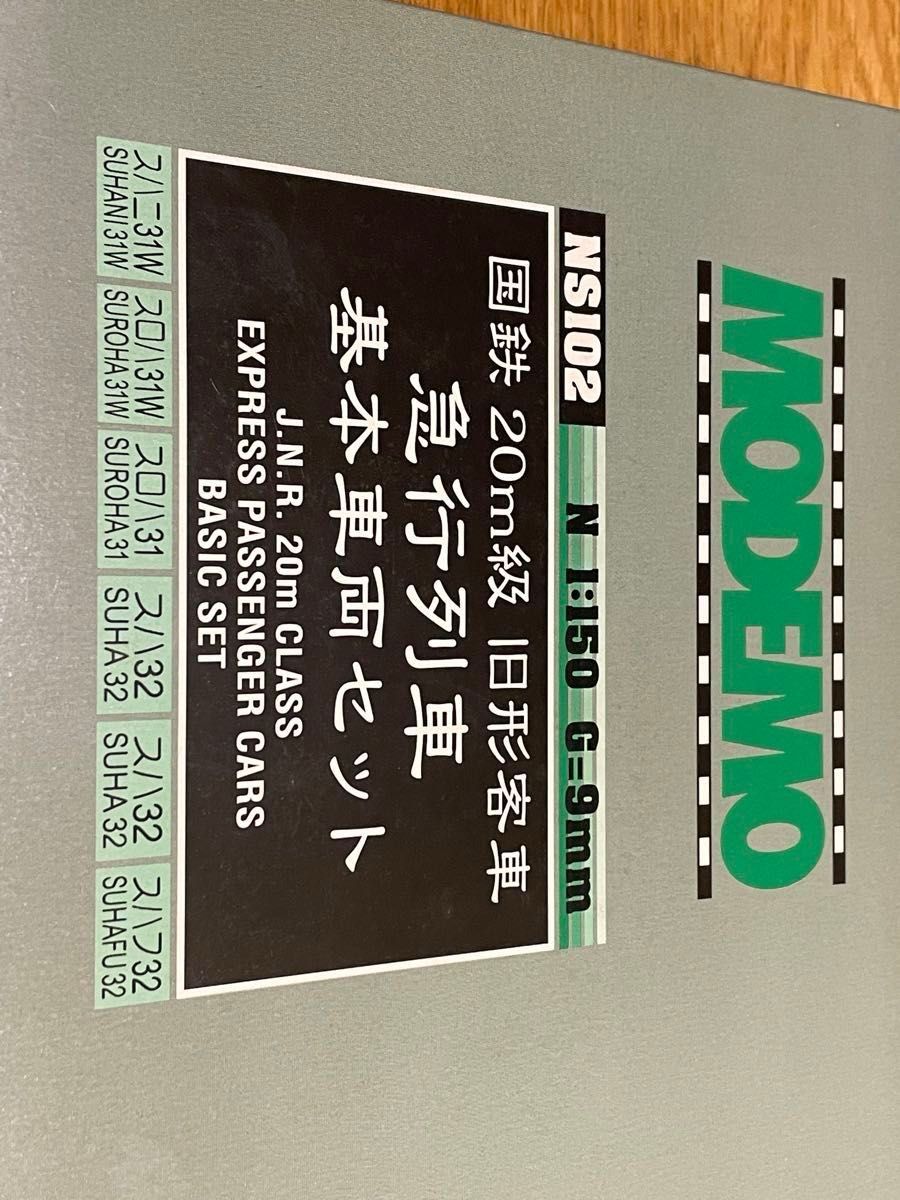 MODEMO
NS102 N 1:150 G=9mm
国鉄 20m級 旧形客車
急行列車
基本車両セット
J.N.R. 20m CLASS
EXPRESS PASSENGER CARS
BASIC SET
スハニ31W
SUHANI31W
スロハ31W
SUROHA31W
スロハ31
SUROHA31
スハ32
SUHA32
スハ32
SUHA32
スハフ32
SUHAFU32